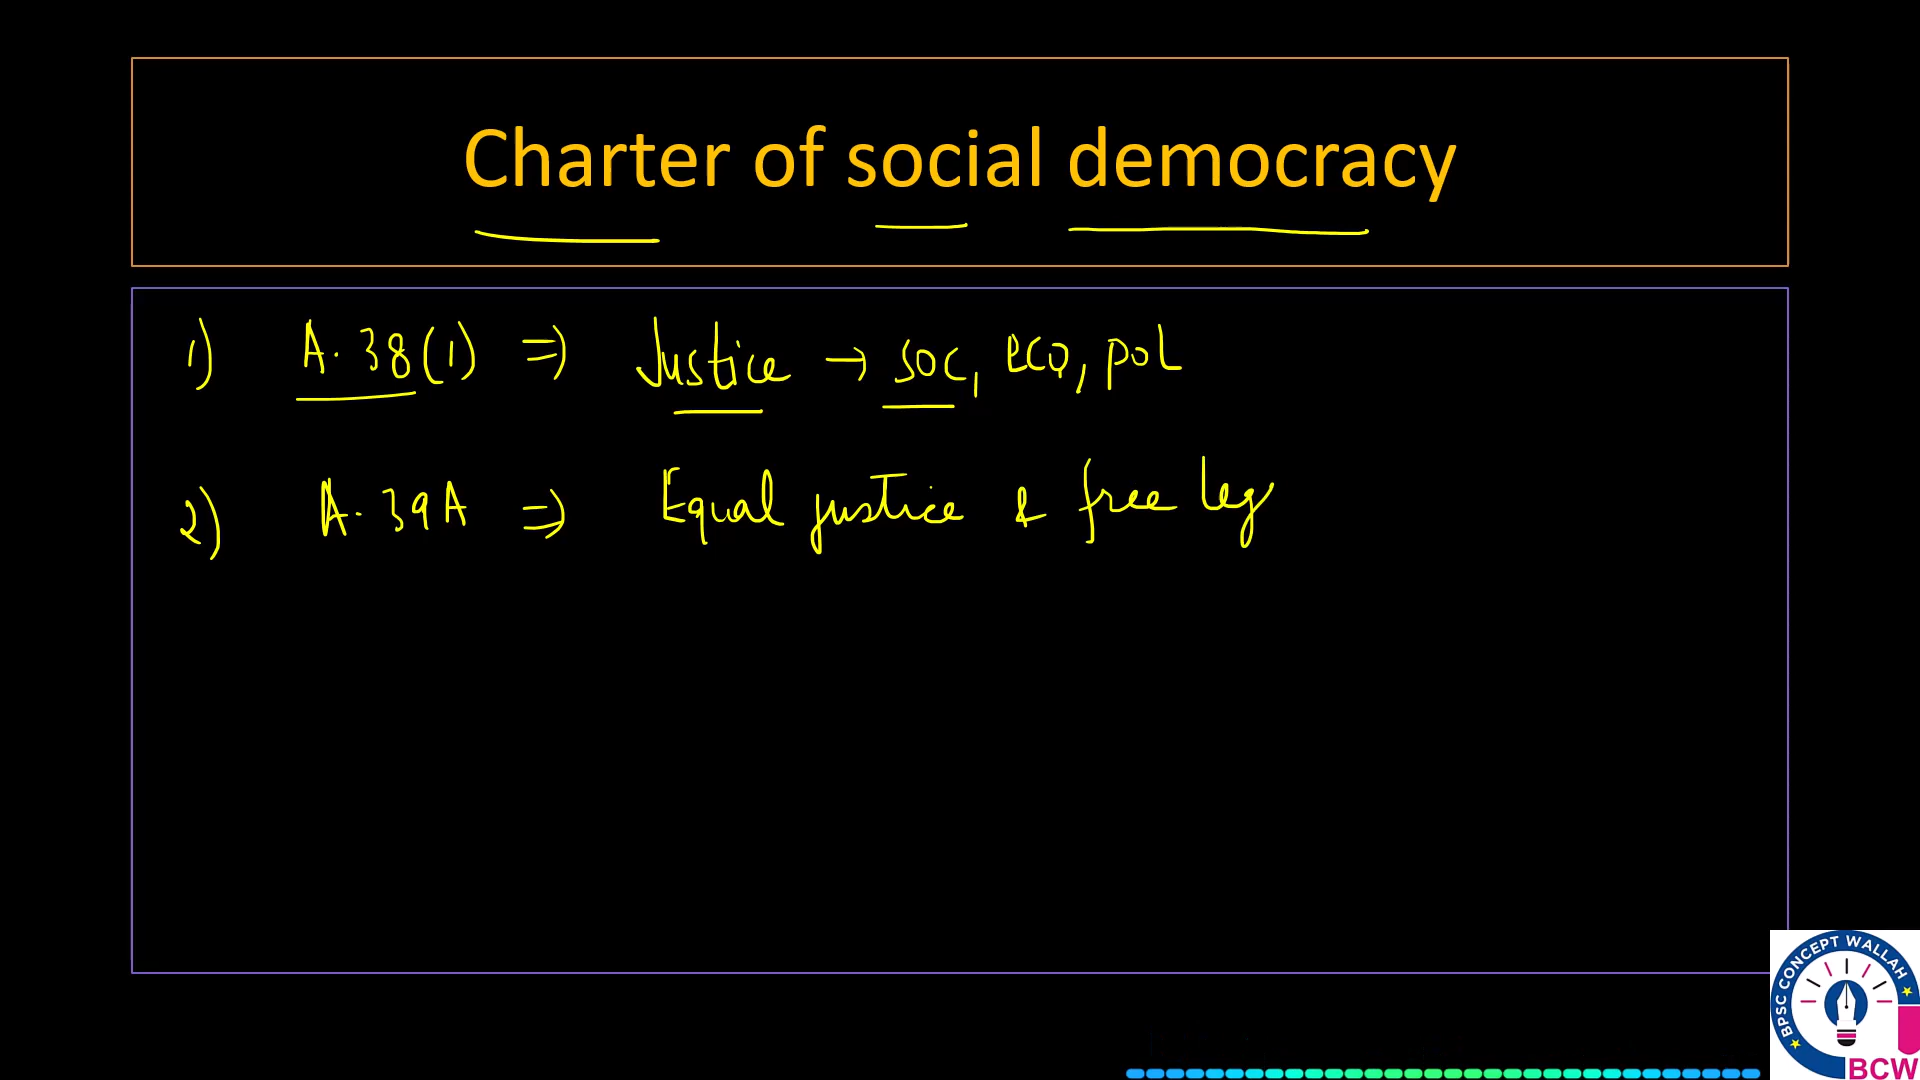 Charter of social democracy
1) A. 38(1) ⇒ Justice → soc, eco, pol
2) A. 39A ⇒ Equal justice & free leg
BPSC CONCEPT WALLAH
BCW